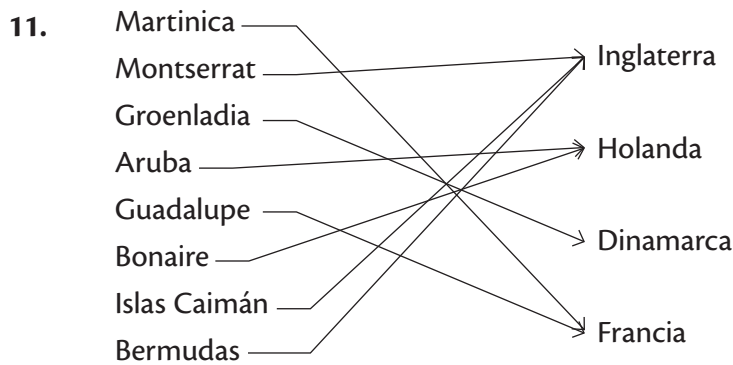 11.
Martinica
Montserrat
Groenladia
Aruba
Guadalupe
Bonaire
Islas Caimán
Bermudas
Inglaterra
Holanda
Dinamarca
Francia